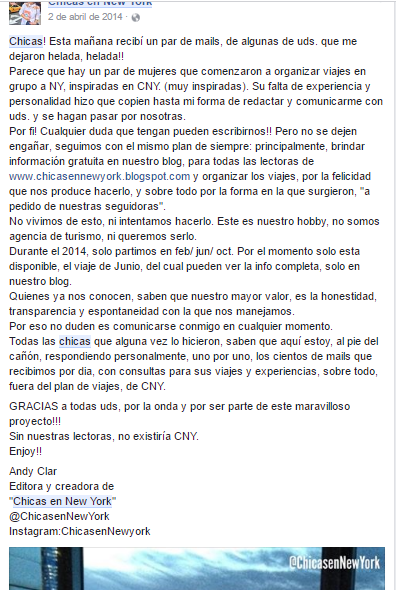 Chicas en New York
2 de abril de 2014
Chicas! Esta mañana recibí un par de mails, de algunas de uds. que me
dejaron helada, helada!!
Parece que hay un par de mujeres que comenzaron a organizar viajes en
grupo a NY, inspiradas en CNY. (muy inspiradas). Su falta de experiencia y
personalidad hizo que copien hasta mi forma de redactar y comunicarme con
uds. y se hagan pasar por nosotras.
Por fi! Cualquier duda que tengan pueden escribirnos!! Pero no se dejen
engañar, seguimos con el mismo plan de siempre: principalmente, brindar
información gratuita en nuestro blog, para todas las lectoras de
www.chicasennewyork.blogspot.com y organizar los viajes, por la felicidad
que nos produce hacerlo, y sobre todo por la forma en la que surgieron, "a
pedido de nuestras seguidoras".
No vivimos de esto, ni intentamos hacerlo. Este es nuestro hobby, no somos
agencia de turismo, ni queremos serlo.
Durante el 2014, solo partimos en feb/ jun/ oct. Por el momento solo esta
disponible, el viaje de Junio, del cual pueden ver la info completa, solo en
nuestro blog.
Quienes ya nos conocen, saben que nuestro mayor valor, es la honestidad,
transparencia y espontaneidad con la que nos manejamos.
Por eso no duden es comunicarse conmigo en cualquier momento.
Todas las chicas que alguna vez lo hicieron, saben que aquí estoy, al pie del
cañón, respondiendo personalmente, uno por uno, los cientos de mails que
recibimos por dia, con consultas para sus viajes y experiencias, sobre todo,
fuera del plan de viajes, de CNY.
GRACIAS a todas uds, por la onda y por ser parte de este maravilloso
proyecto!!!
Sin nuestras lectoras, no existiría CNY.
Enjoy!!
Andy Clar
Editora y creadora de
"Chicas en New York"
@ChicasenNewYork
Instagram:ChicasenNewyork
@ChicasenNewYork